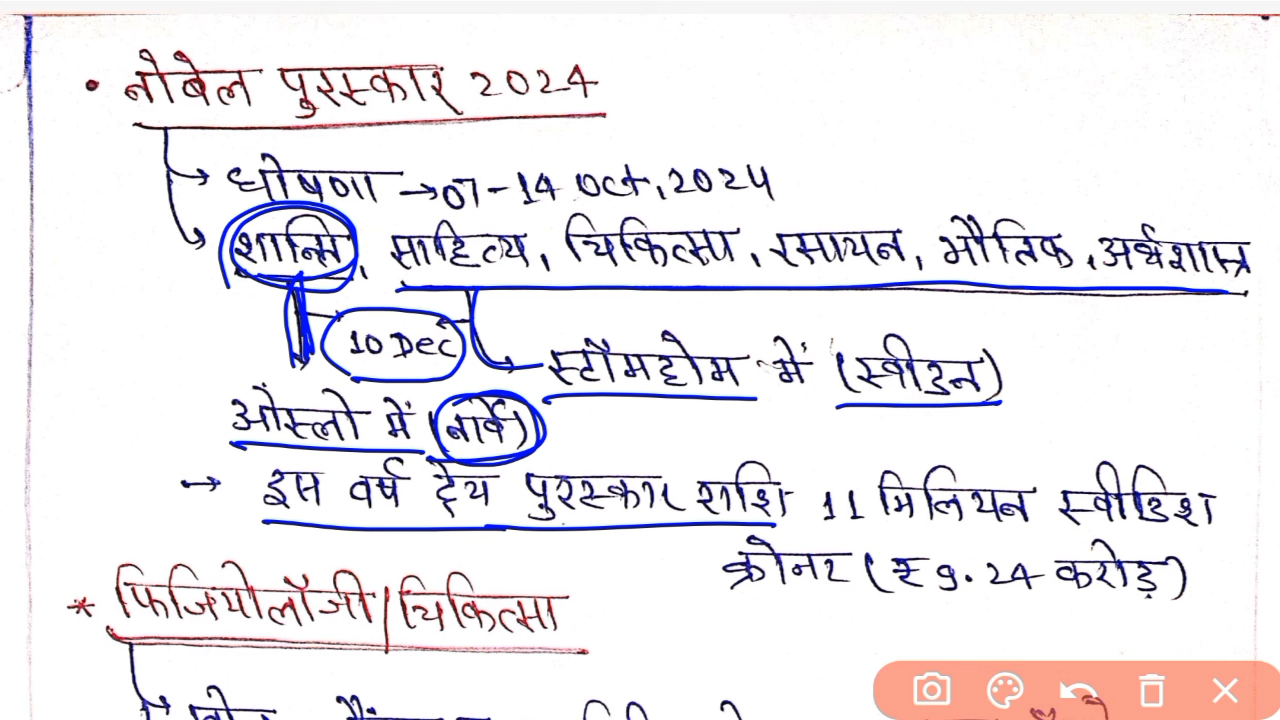 • नोबेल पुरस्कार 2024
→ घोषणा → 07-14 Oct, 2024
→ शान्ति, साहित्य, चिकित्सा, रसायन, भौतिक, अर्थशास्त्र
10 Dec
→ स्टॉकहोम में (स्वीडन)
ओस्लो में (नार्वे)
→ इस वर्ष देय पुरस्कार राशि 11 मिलियन स्वीडिश
क्रोनर (₹ 9.24 करोड़)
* फिजियोलॉजी/चिकित्सा